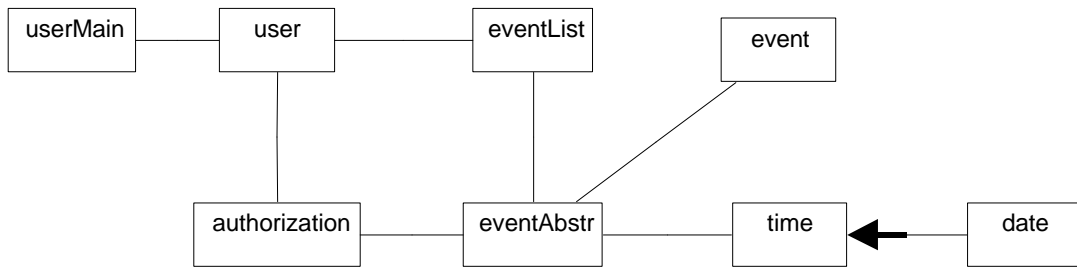 userMain
user
eventList
event
authorization
eventAbstr
time
date